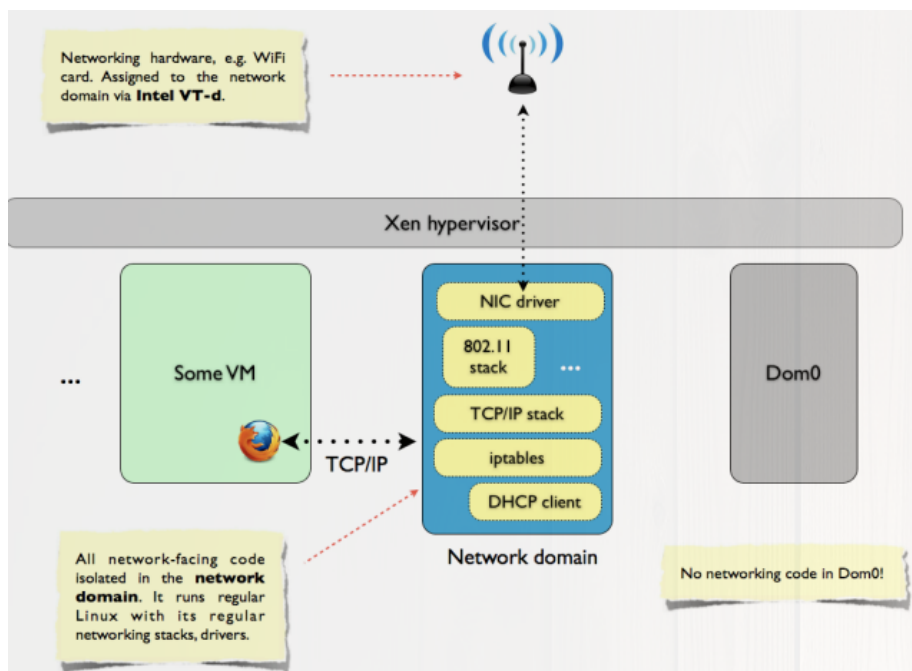 Networking hardware, e.g. WiFi
card. Assigned to the network
domain via Intel VT-d.
Xen hypervisor
NIC driver
802.11
stack
...
TCP/IP stack
iptables
DHCP client
Network domain
...
Some VM
TCP/IP
Dom0
All network-facing code
isolated in the network
domain. It runs regular
Linux with its regular
networking stacks, drivers.
No networking code in Dom0!